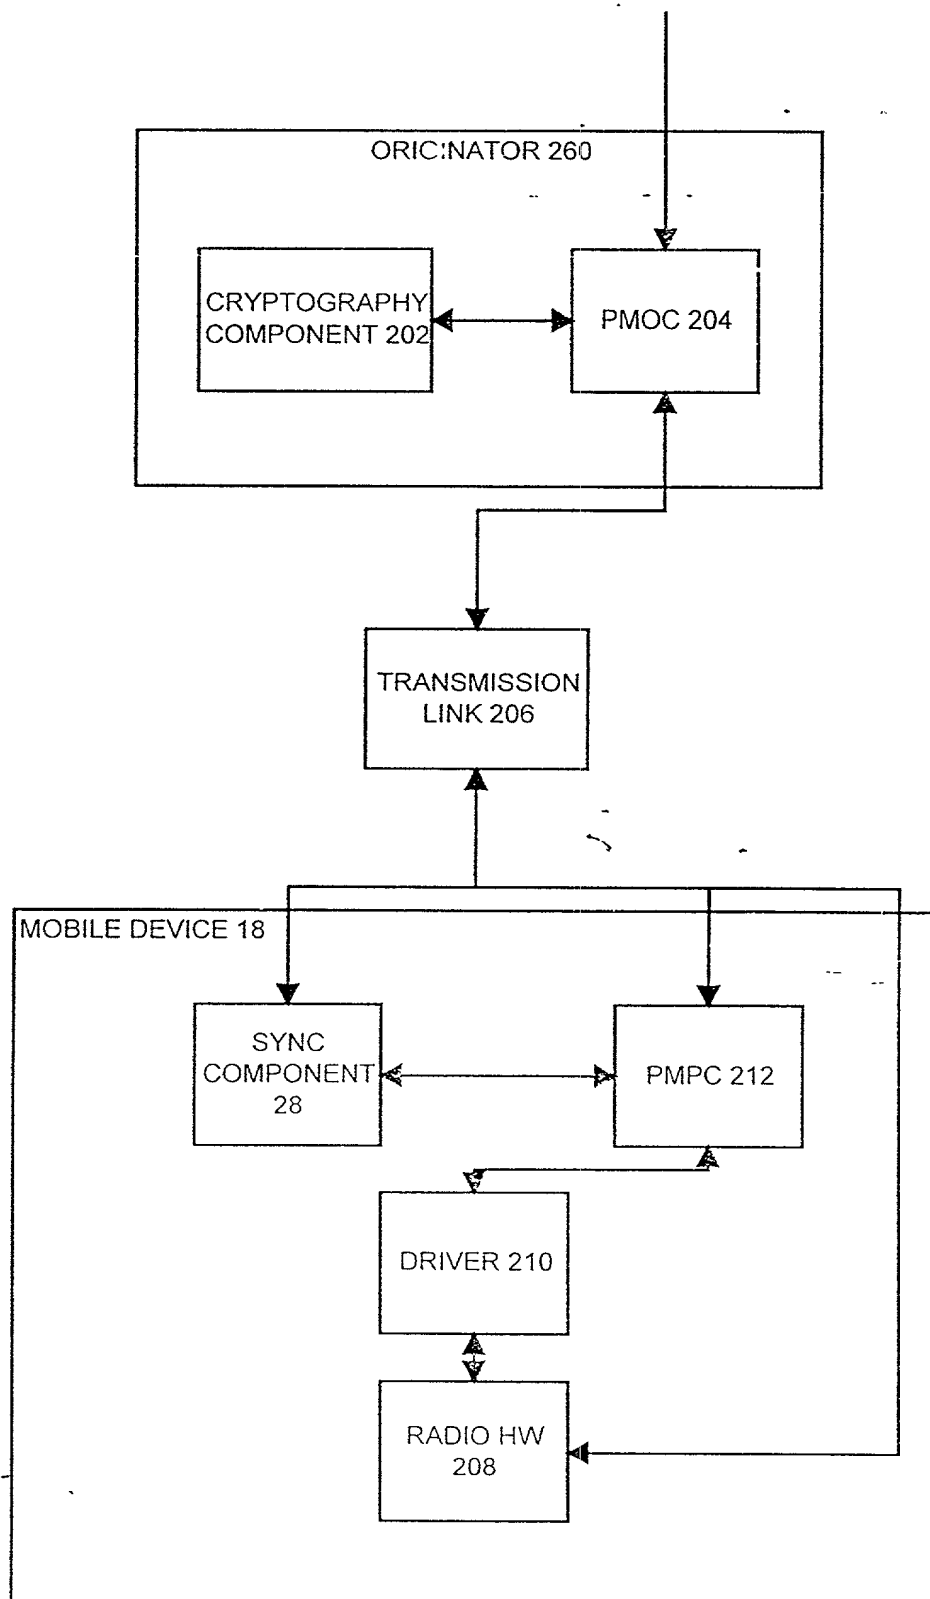 ORIC:NATOR 260
CRYPTOGRAPHY
COMPONENT 202
PMOC 204
TRANSMISSION
LINK 206
MOBILE DEVICE 18
SYNC
COMPONENT
28
PMPC 212
DRIVER 210
RADIO HW
208